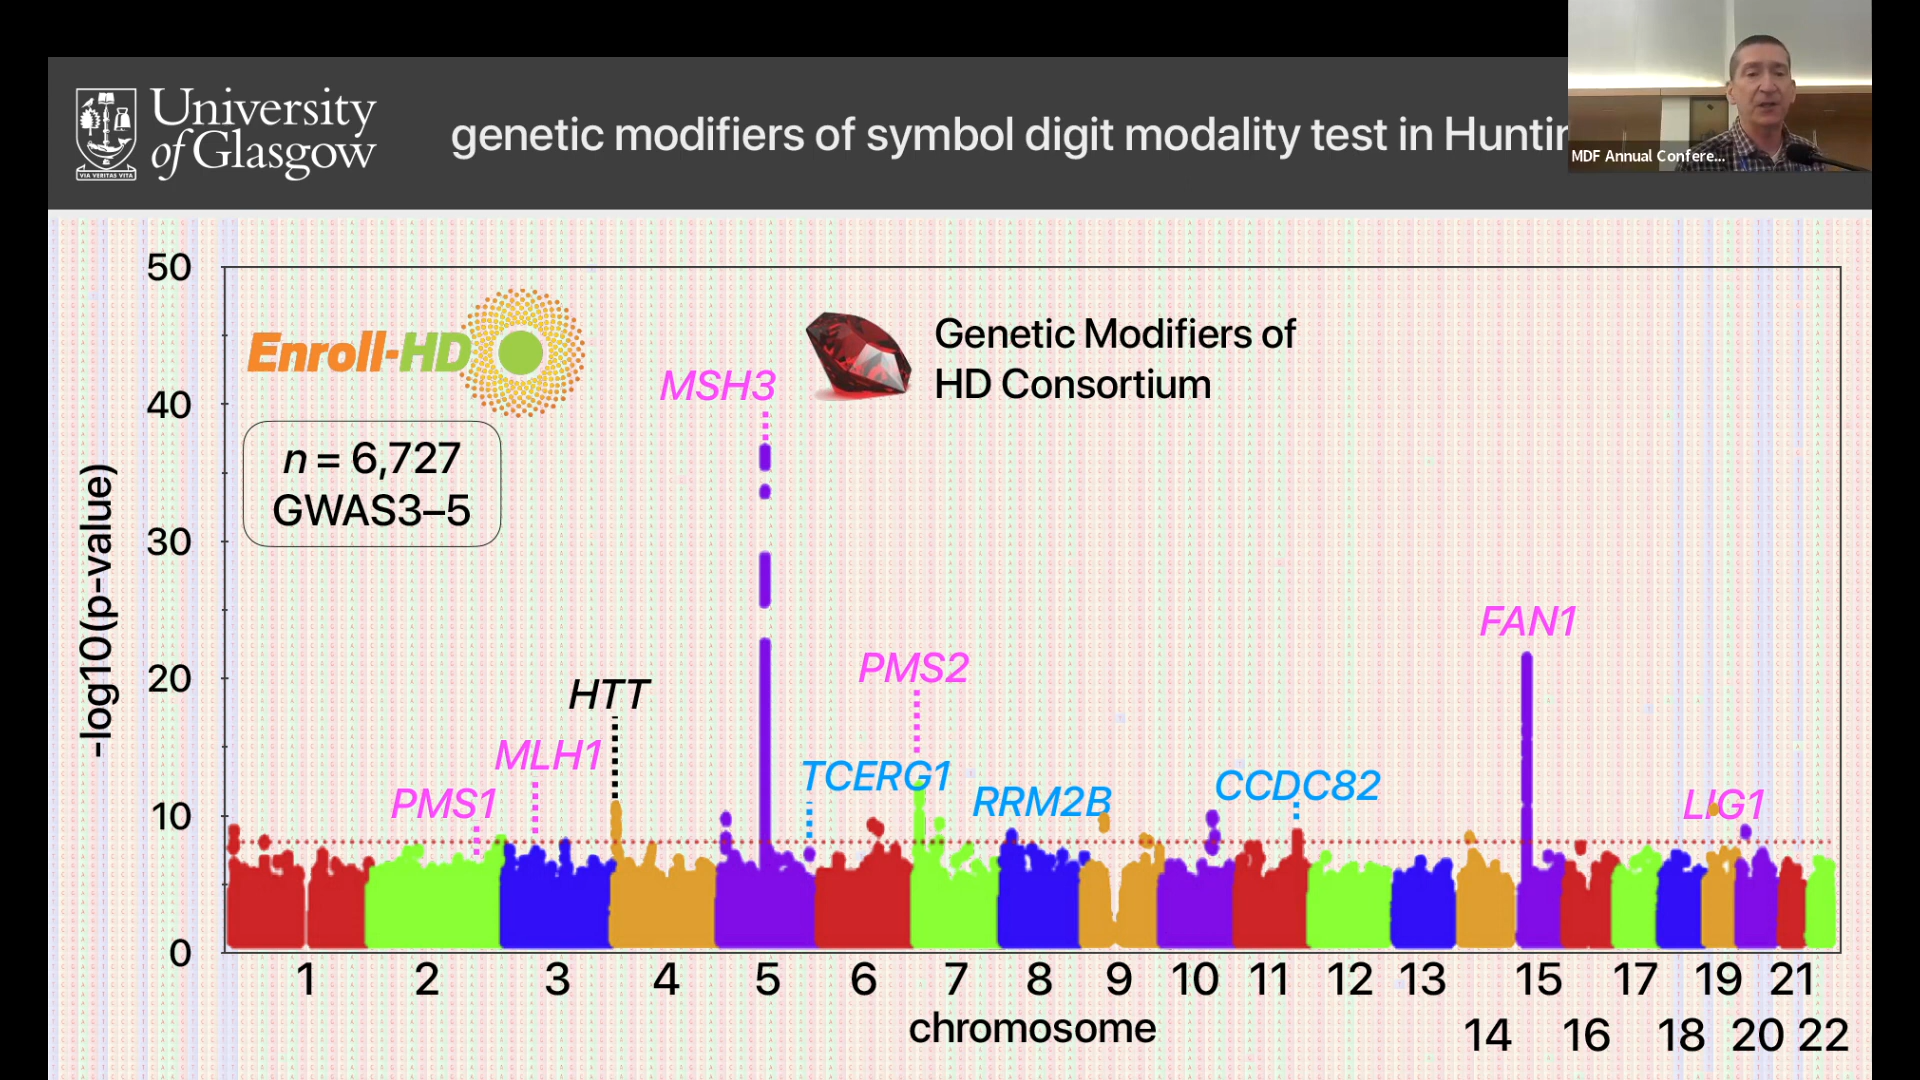 University
of Glasgow
VIA VERITAS VITA
genetic modifiers of symbol digit modality test in Huntin
MDF Annual Confere...
50
40
30
20
10
0
-log10(p-value)
Enroll-HD
n = 6,727
GWAS3–5
Genetic Modifiers of
HD Consortium
MSH3
FAN1
PMS2
HTT
MLH1
TCERG1
CCDC82
PMS1
RRM2B
LIG1
1 2 3 4 5 6 7 8 9 10 11 12 13 15 17 19 21
14 16 18 20 22
chromosome